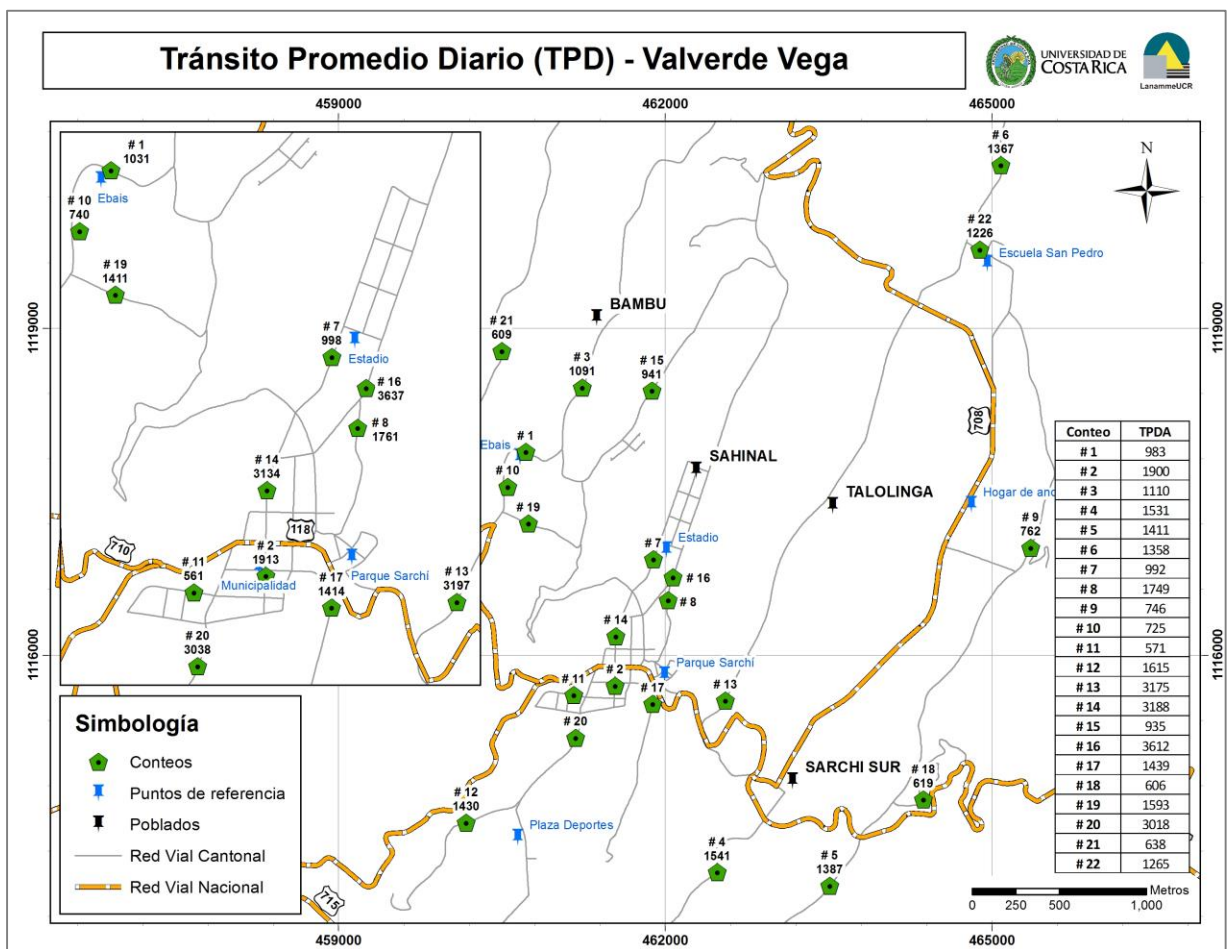 Tránsito Promedio Diario (TPD) - Valverde Vega
UNIVERSIDAD DE
COSTA RICA
LanammeUCR
459000
462000
465000
1119000
1116000
# 1
1031
Ebais
# 10
740
# 19
1411
# 7
998
Estadio
# 16
3637
# 8
1761
# 14
3134
118
710
# 2
1913
# 11
561
Municipalidad
Parque Sarchí
# 17
1414
# 13
3197
# 20
3038
# 6
1367
N
# 22
1226
Escuela San Pedro
BAMBU
# 21
609
# 3
1091
# 15
941
708
Ebais
# 1
# 10
# 19
SAHINAL
TALOLINGA
Hogar de anc
# 9
762
Estadio
# 7
# 16
# 8
# 14
Parque Sarchí
# 2
# 11
# 17
# 13
# 20
SARCHI SUR
# 18
619
# 12
1430
Plaza Deportes
# 4
1541
# 5
1387
715
Conteo TPDA
# 1 983
# 2 1900
# 3 1110
# 4 1531
# 5 1411
# 6 1358
# 7 992
# 8 1749
# 9 746
# 10 725
# 11 571
# 12 1615
# 13 3175
# 14 3188
# 15 935
# 16 3612
# 17 1439
# 18 606
# 19 1593
# 20 3018
# 21 638
# 22 1265
Simbología
Conteos
Puntos de referencia
Poblados
Red Vial Cantonal
Red Vial Nacional
Metros
0 250 500 1,000
1119000
1116000
459000
462000
465000